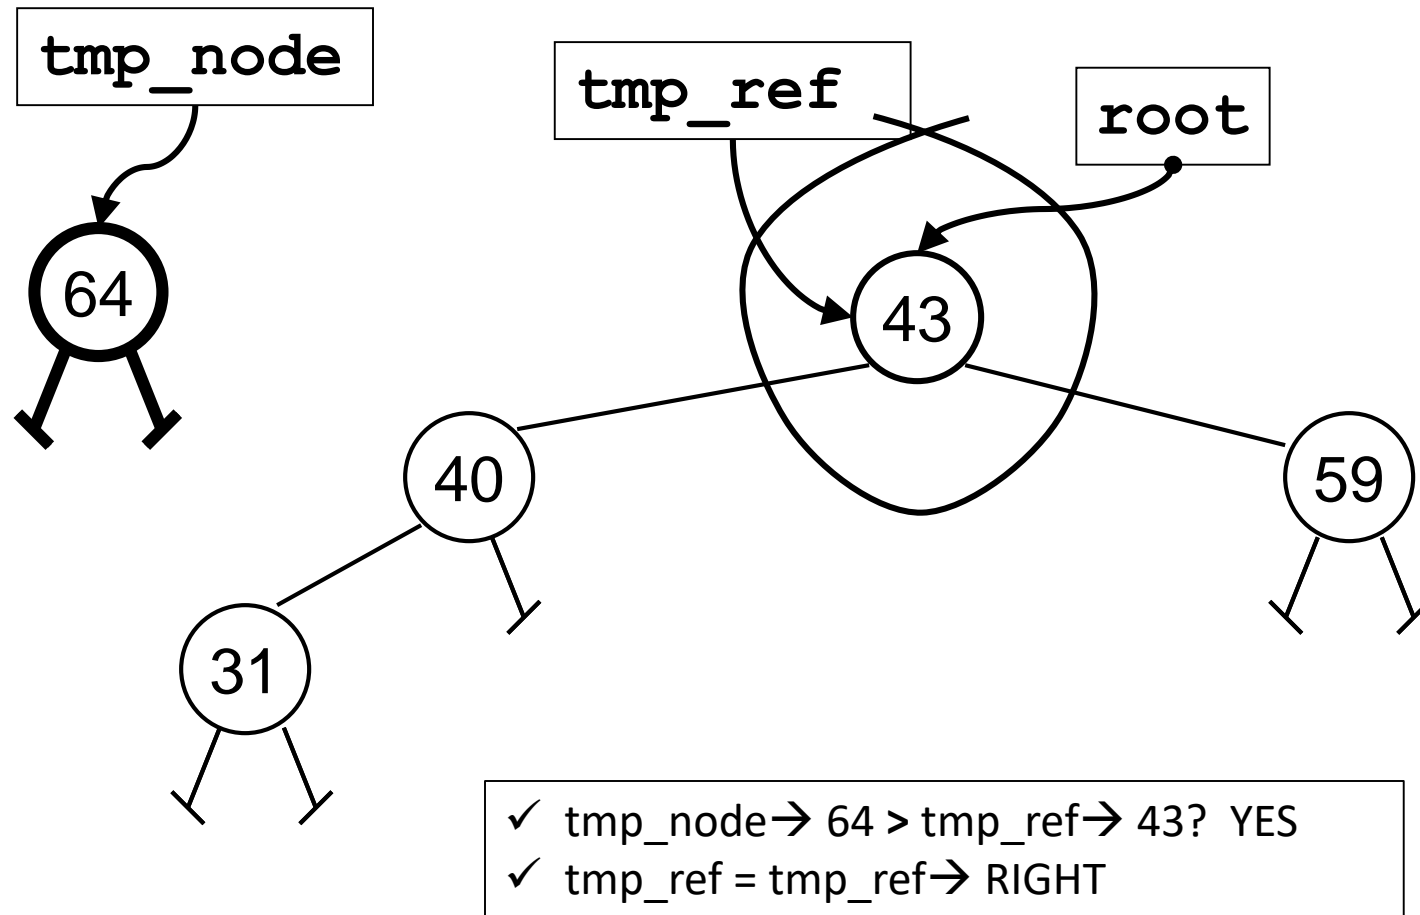 tmp_node
tmp_ref
root
64
43
40
59
31
✓ tmp_node→ 64 > tmp_ref→ 43? YES
✓ tmp_ref = tmp_ref→ RIGHT